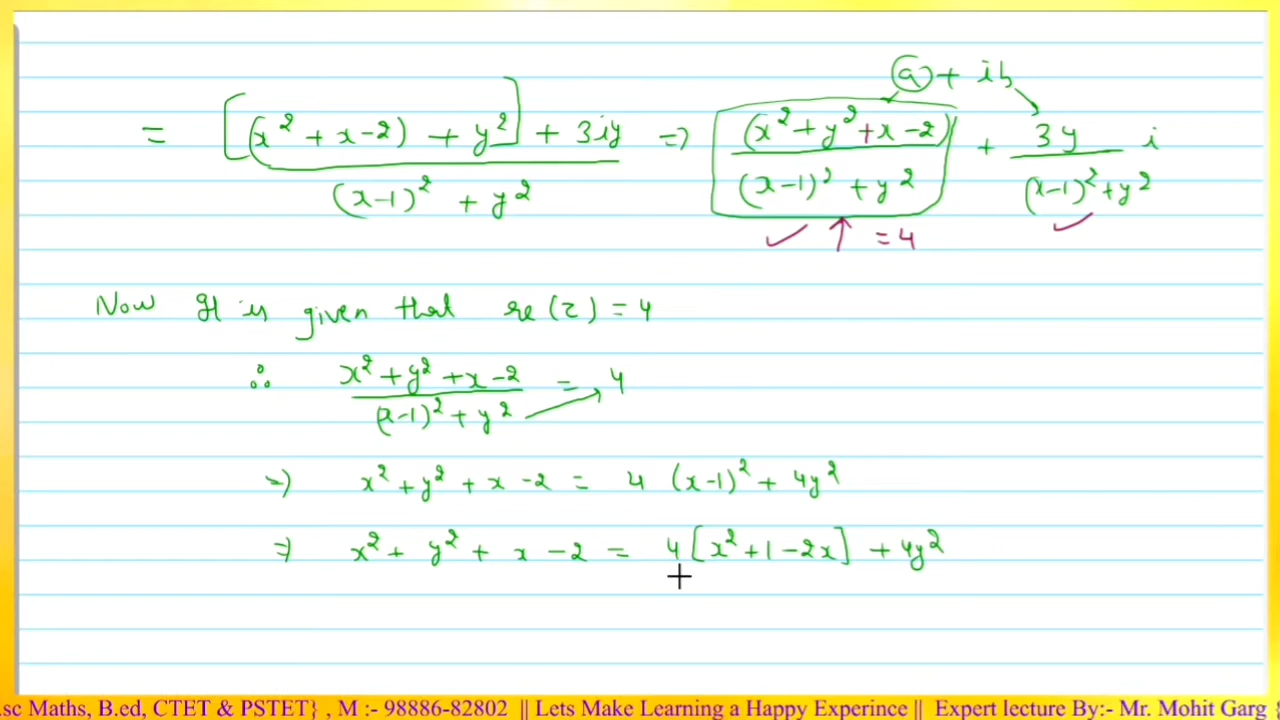 a + ib
= [(x² + x - 2) + y²] + 3iy / (x-1)² + y² => (x² + y² + x - 2) / (x-1)² + y² + 3y / (x-1)² + y² i
= 4
Now It is given that re(z) = 4
∴ x² + y² + x - 2 / (x-1)² + y² = 4
=> x² + y² + x - 2 = 4 (x-1)² + 4y²
=> x² + y² + x - 2 = 4[x² + 1 - 2x] + 4y²
.sc Maths, B.ed, CTET & PSTET} , M :- 98886-82802 || Lets Make Learning a Happy Experince || Expert lecture By:- Mr. Mohit Garg